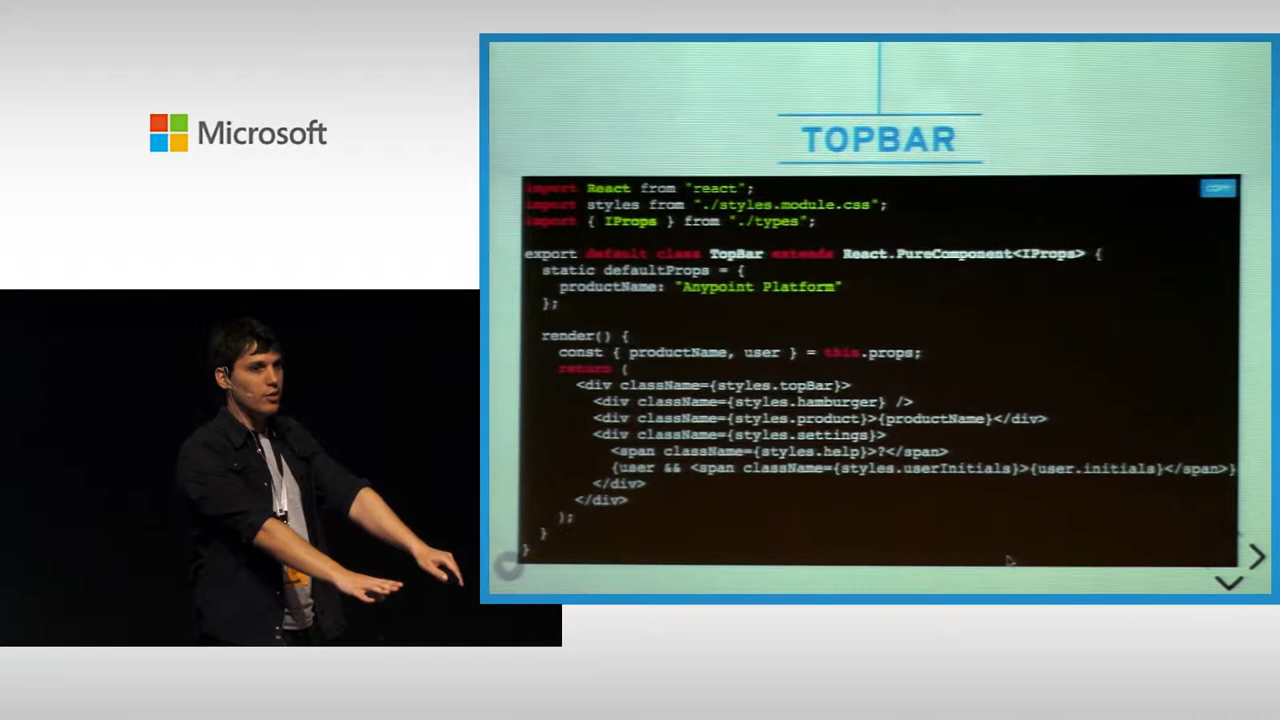 Microsoft
TOPBAR
COPY
import React from "react";
import styles from "./styles.module.css";
import { IProps } from "./types";
export default class TopBar extends React.PureComponent<IProps> {
static defaultProps = {
productName: "Anypoint Platform"
};
render() {
const { productName, user } = this.props;
return (
<div className={styles.topBar}>
<div className={styles.hamburger} />
<div className={styles.product}>{productName}</div>
<div className={styles.settings}>
<span className={styles.help}>?</span>
{user && <span className={styles.userInitials}>{user.initials}</span>}
</div>
</div>
);
}
}